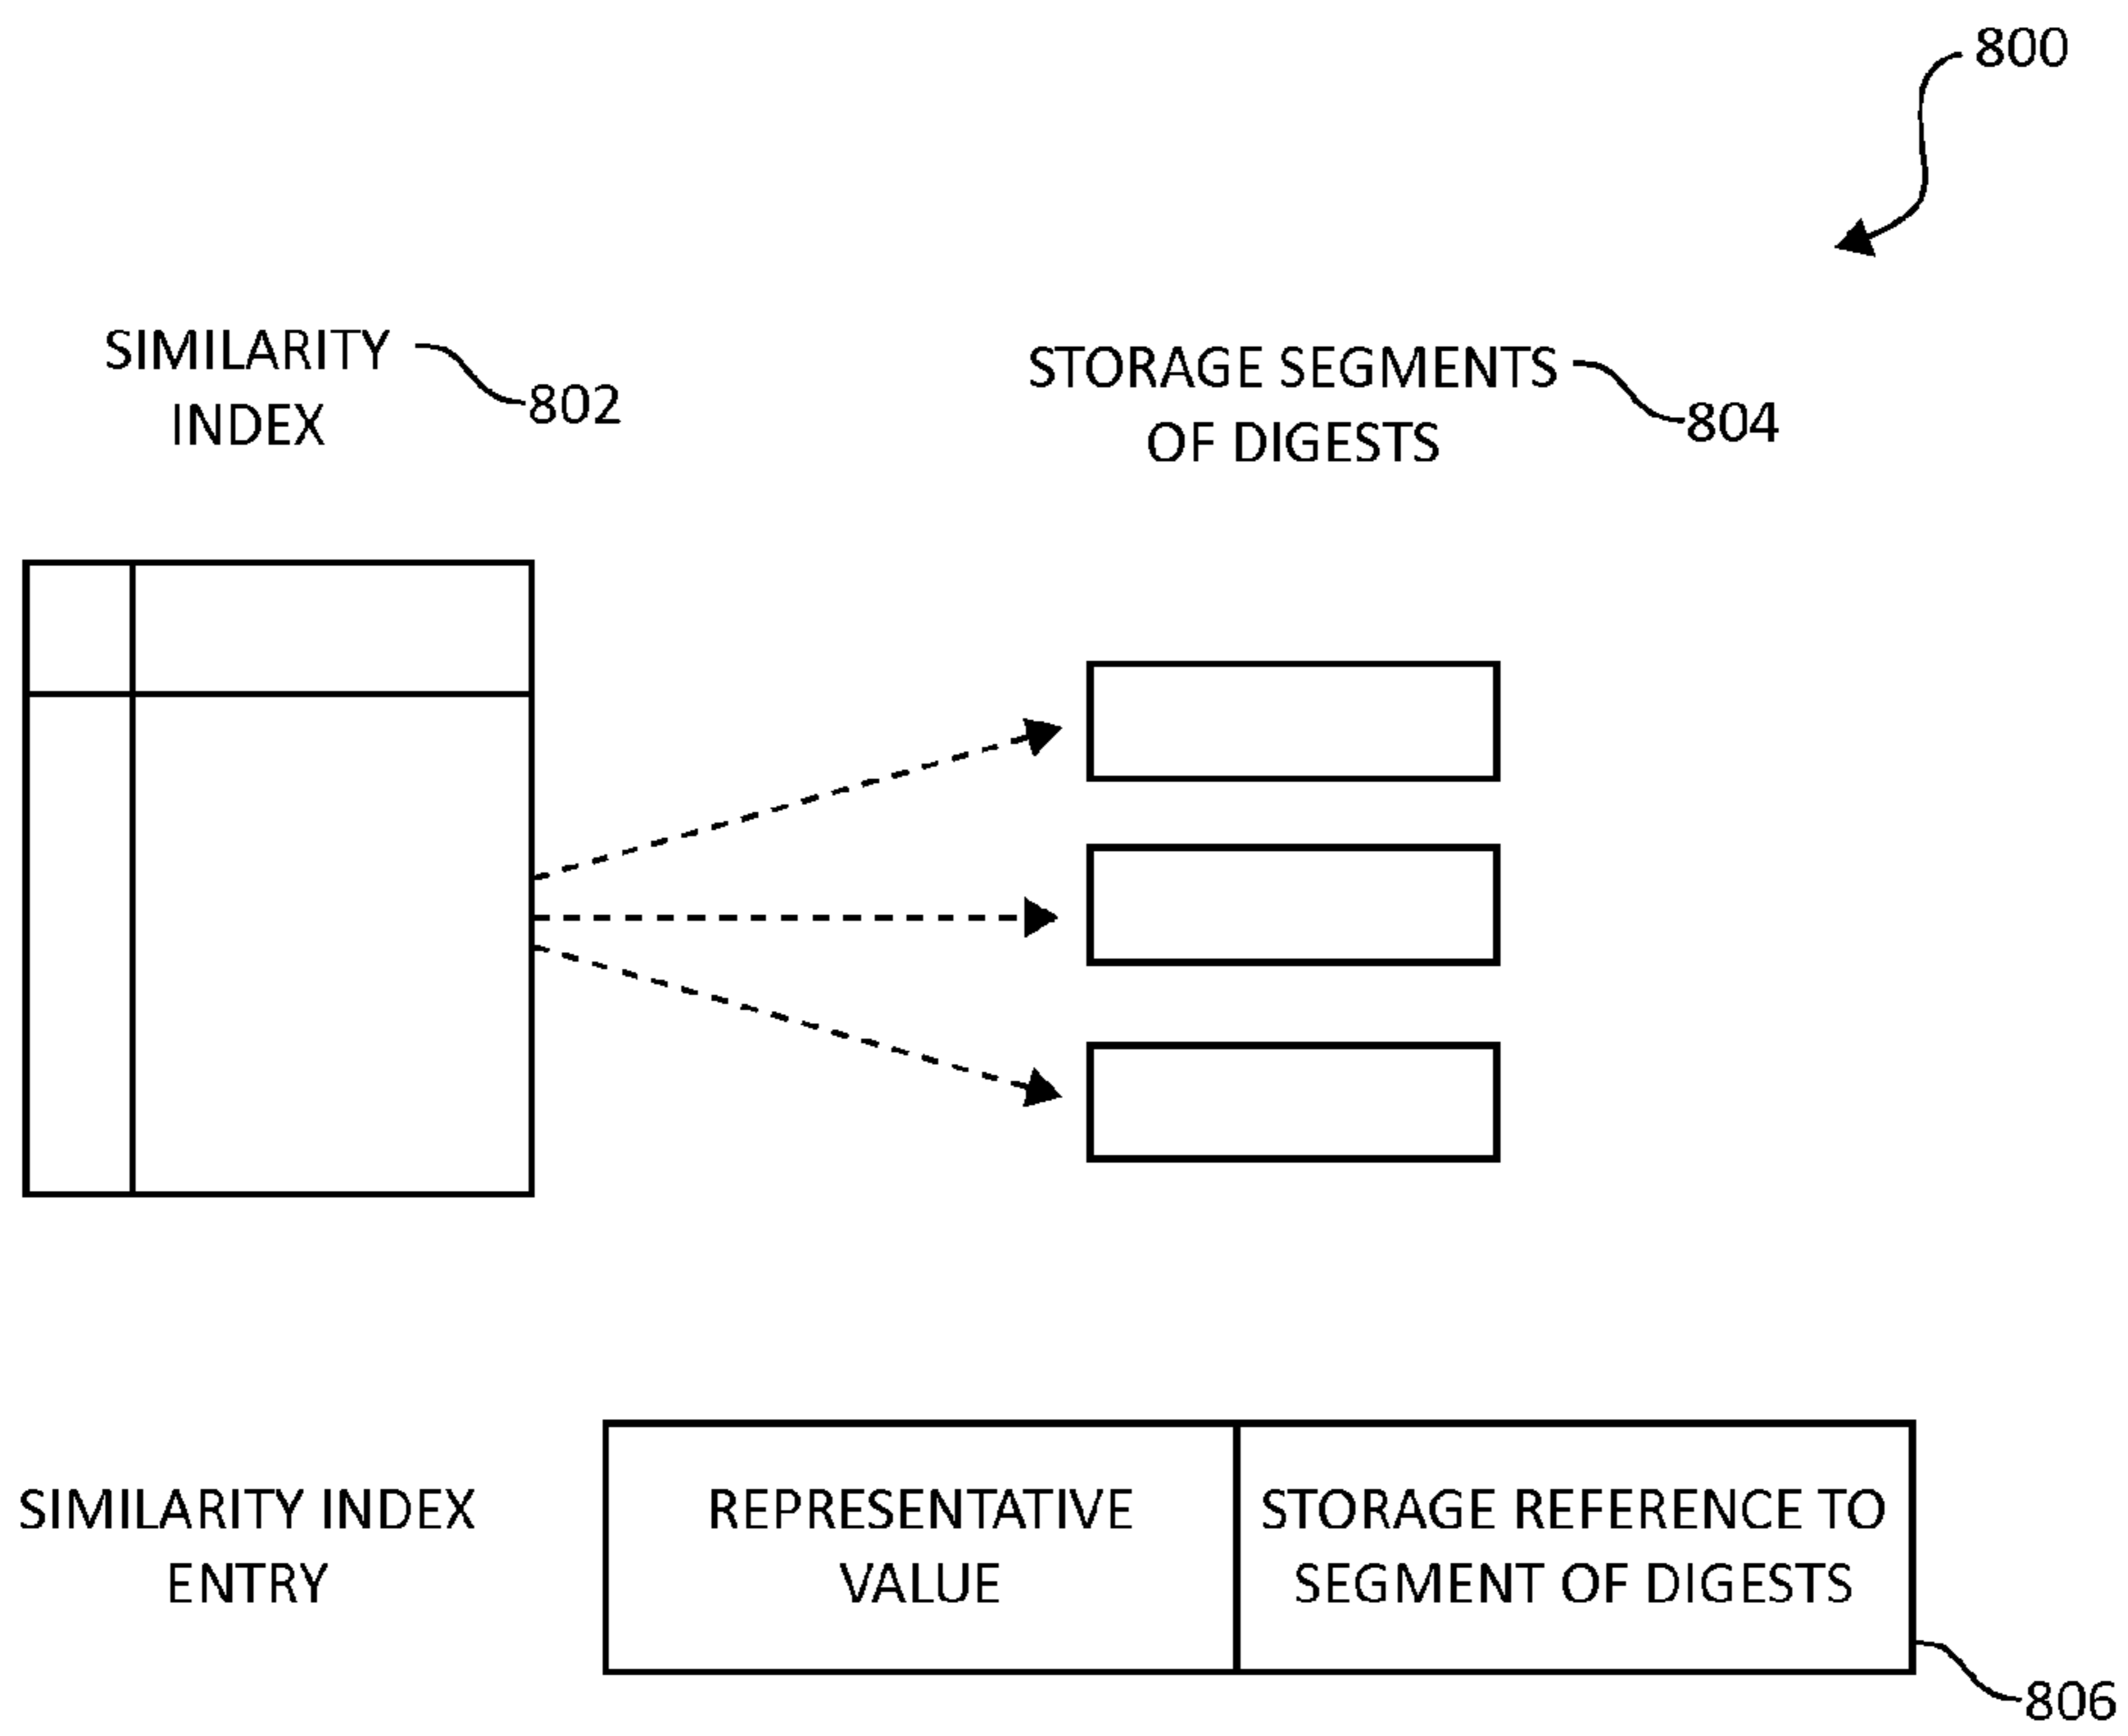 800
SIMILARITY
INDEX
802
STORAGE SEGMENTS
OF DIGESTS
804
SIMILARITY INDEX
ENTRY
REPRESENTATIVE
VALUE
STORAGE REFERENCE TO
SEGMENT OF DIGESTS
806